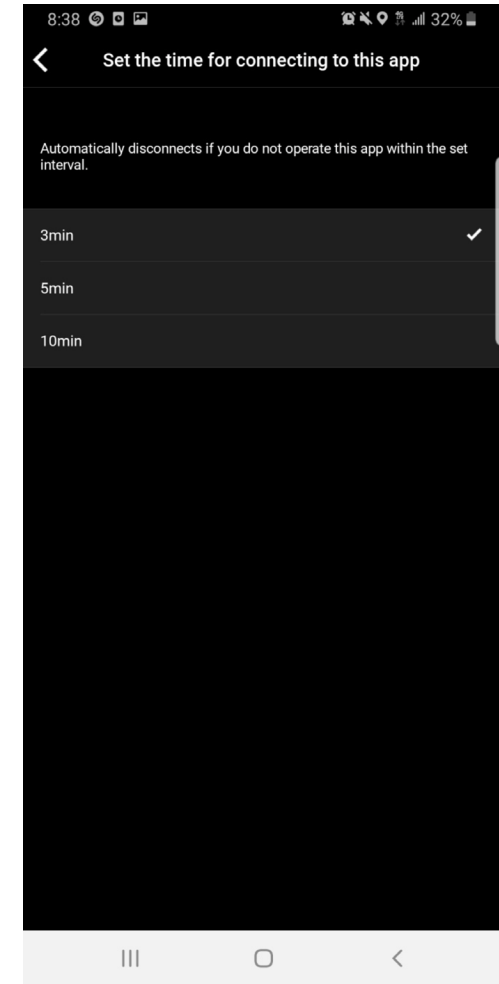 8:38 32%
Set the time for connecting to this app
Automatically disconnects if you do not operate this app within the set
interval.
3min
5min
10min